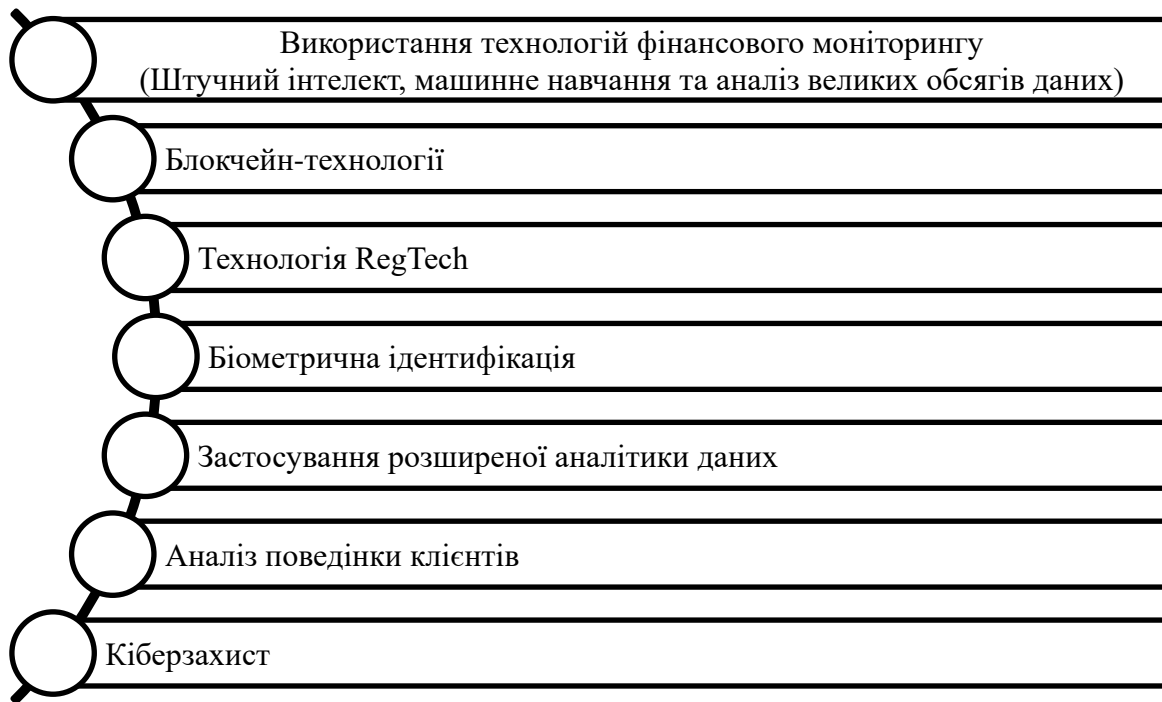 Використання технологій фінансового моніторингу
(Штучний інтелект, машинне навчання та аналіз великих обсягів даних)
Блокчейн-технології
Технологія RegTech
Біометрична ідентифікація
Застосування розширеної аналітики даних
Аналіз поведінки клієнтів
Кіберзахист